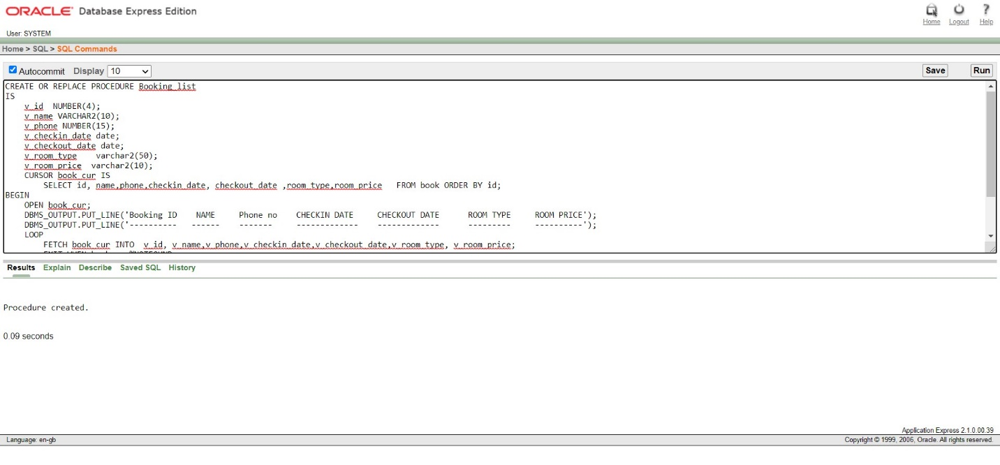 ORACLE® Database Express Edition
Home Logout Help
User: SYSTEM
Home > SQL > SQL Commands
Autocommit Display 10 Save Run
CREATE OR REPLACE PROCEDURE Booking_list
IS
v_id NUMBER(4);
v_name VARCHAR2(10);
v_phone NUMBER(15);
v_checkin_date date;
v_checkout_date date;
v_room_type varchar2(50);
v_room_price varchar2(10);
CURSOR book_cur IS
SELECT id, name,phone,checkin_date, checkout_date ,room_type,room_price FROM book ORDER BY id;
BEGIN
OPEN book_cur;
DBMS_OUTPUT.PUT_LINE('Booking ID NAME Phone no CHECKIN DATE CHECKOUT DATE ROOM TYPE ROOM PRICE');
DBMS_OUTPUT.PUT_LINE('---------- ------ ------- ------------- ------------- --------- ----------');
LOOP
FETCH book_cur INTO v_id, v_name,v_phone,v_checkin_date,v_checkout_date,v_room_type, v_room_price;
Results Explain Describe Saved SQL History
Procedure created.
0.09 seconds
Application Express 2.1.0.00.39
Language: en-gb Copyright © 1999, 2006, Oracle. All rights reserved.